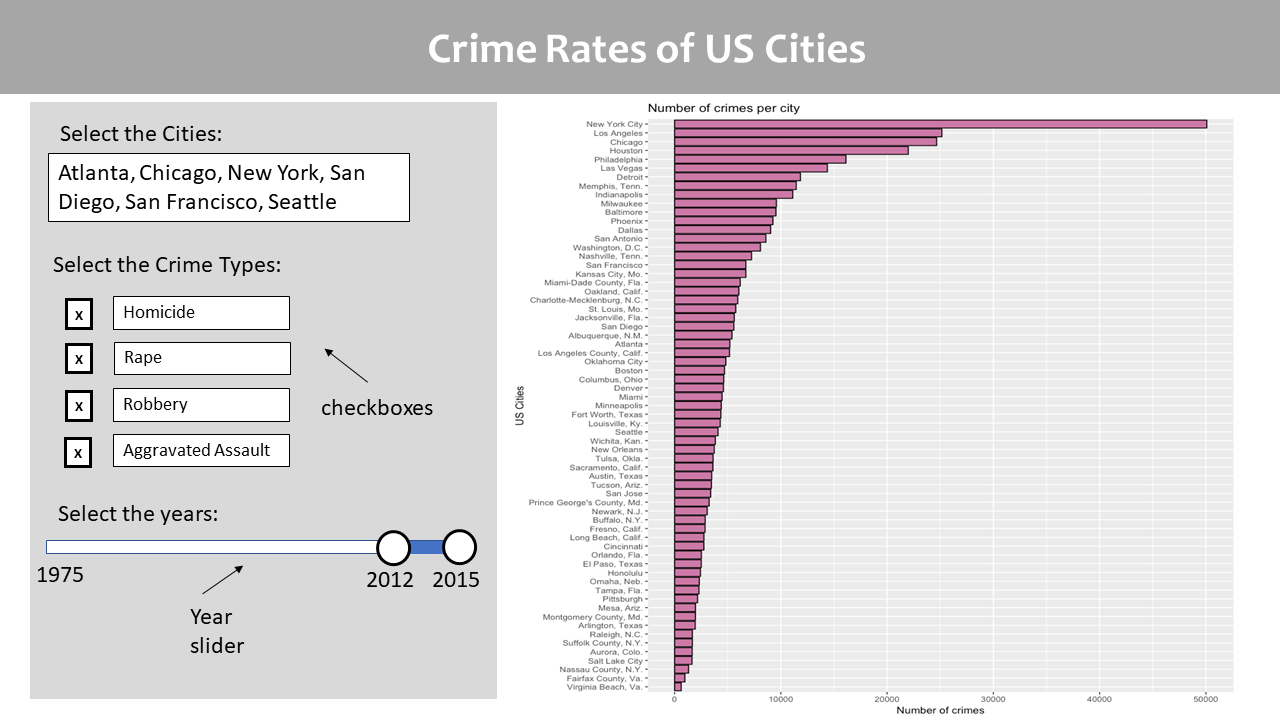 Crime Rates of US Cities
Select the Cities:
Atlanta, Chicago, New York, San
Diego, San Francisco, Seattle
Select the Crime Types:
x Homicide
x Rape
x Robbery
x Aggravated Assault
checkboxes
Select the years:
1975
2012 2015
Year
slider
Number of crimes per city
US Cities
New York City
Los Angeles
Chicago
Houston
Philadelphia
Las Vegas
Detroit
Memphis, Tenn.
Indianapolis
Milwaukee
Baltimore
Phoenix
Dallas
San Antonio
Washington, D.C.
Nashville, Tenn.
San Francisco
Kansas City, Mo.
Miami-Dade County, Fla.
Oakland, Calif.
Charlotte-Mecklenburg, N.C.
St. Louis, Mo.
Jacksonville, Fla.
San Diego
Albuquerque, N.M.
Atlanta
Los Angeles County, Calif.
Oklahoma City
Boston
Columbus, Ohio
Denver
Miami
Minneapolis
Fort Worth, Texas
Louisville, Ky.
Seattle
Wichita, Kan.
New Orleans
Tulsa, Okla.
Sacramento, Calif.
Austin, Texas
Tucson, Ariz.
San Jose
Prince George's County, Md.
Newark, N.J.
Buffalo, N.Y.
Fresno, Calif.
Long Beach, Calif.
Cincinnati
Orlando, Fla.
El Paso, Texas
Honolulu
Omaha, Neb.
Tampa, Fla.
Pittsburgh
Mesa, Ariz.
Montgomery County, Md.
Arlington, Texas
Raleigh, N.C.
Suffolk County, N.Y.
Aurora, Colo.
Salt Lake City
Nassau County, N.Y.
Fairfax County, Va.
Virginia Beach, Va.
0 10000 20000 30000 40000 50000
Number of crimes